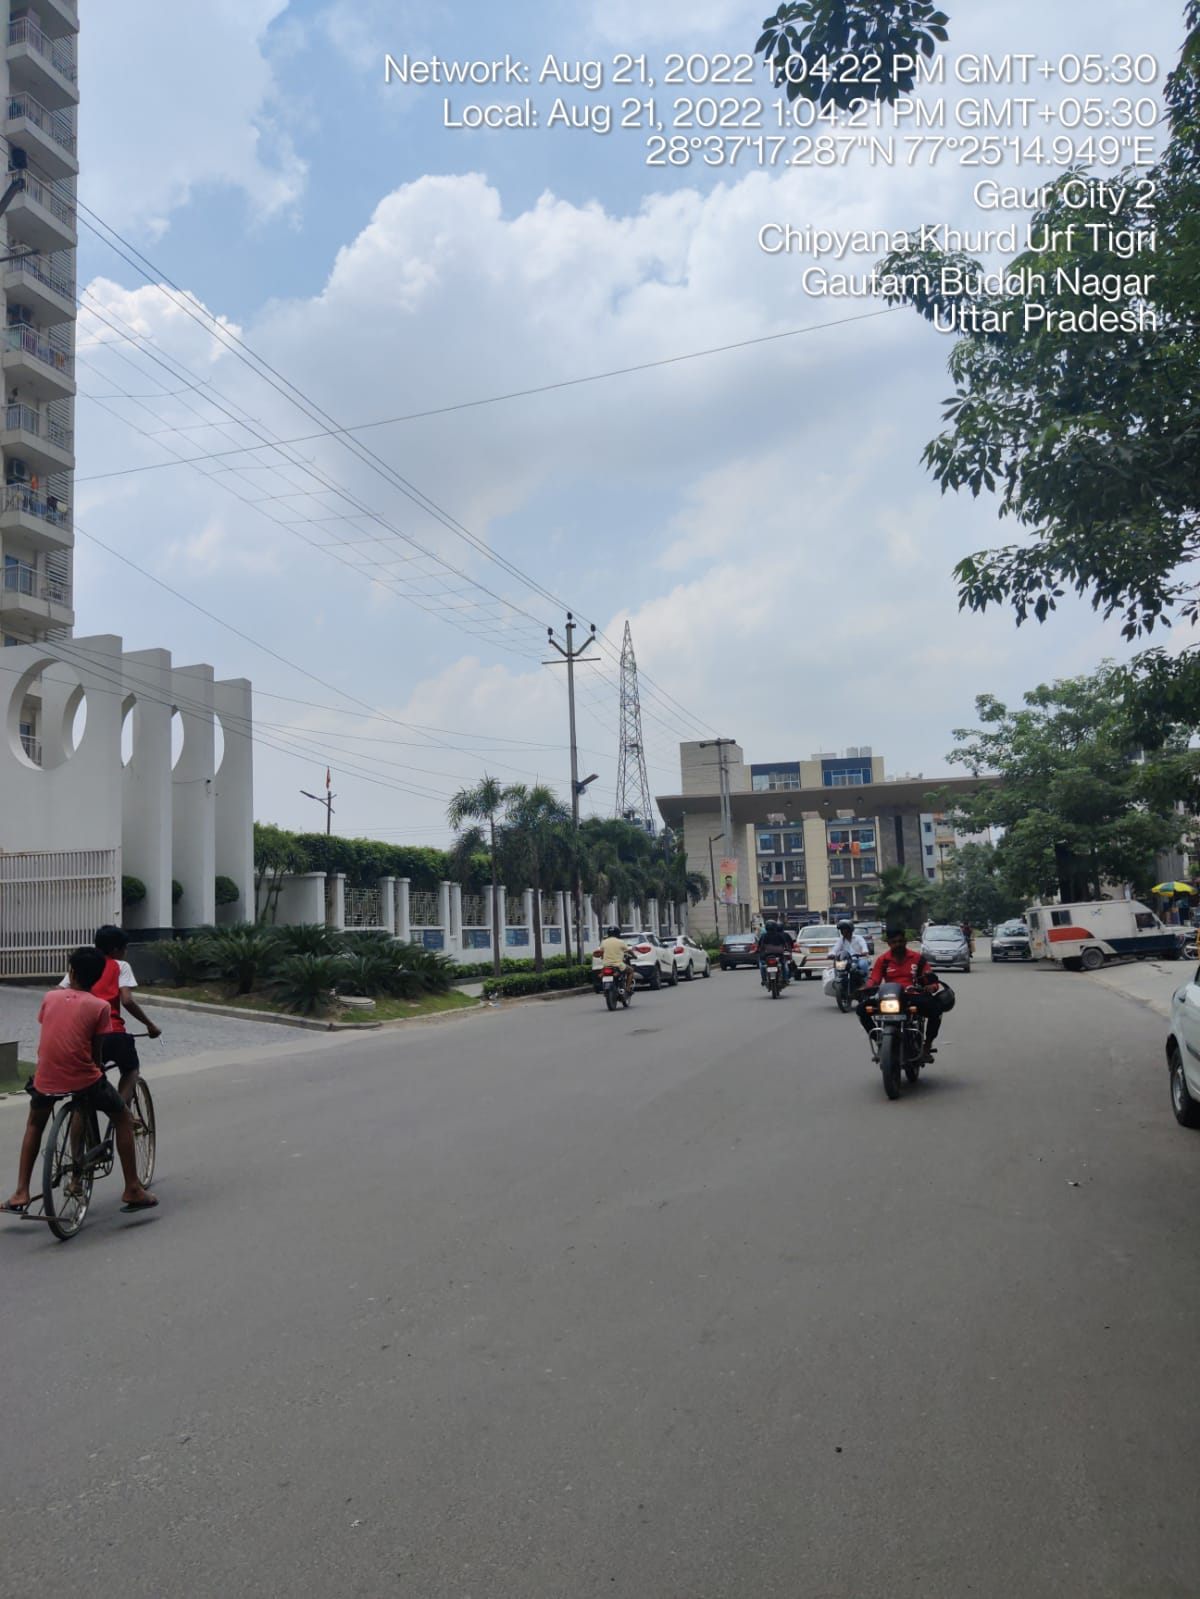 Network: Aug 21, 2022 1:04:22 PM GMT+05:30
Local: Aug 21, 2022 1:04:21 PM GMT+05:30
28°37'17.287"N 77°25'14.949"E
Gaur City 2
Chipyana Khurd Urf Tigri
Gautam Buddh Nagar
Uttar Pradesh